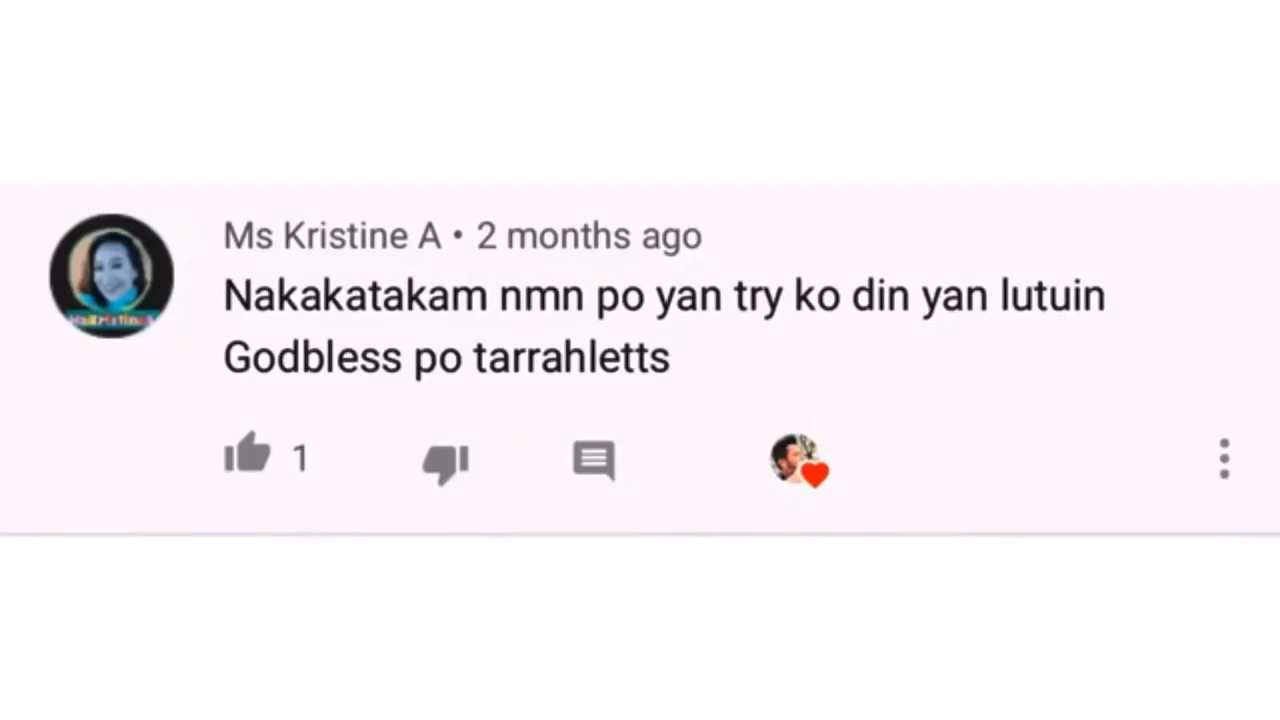 Ms Kristine A • 2 months ago
Nakakatakam nmn po yan try ko din yan lutuin
Godbless po tarrahletts
1